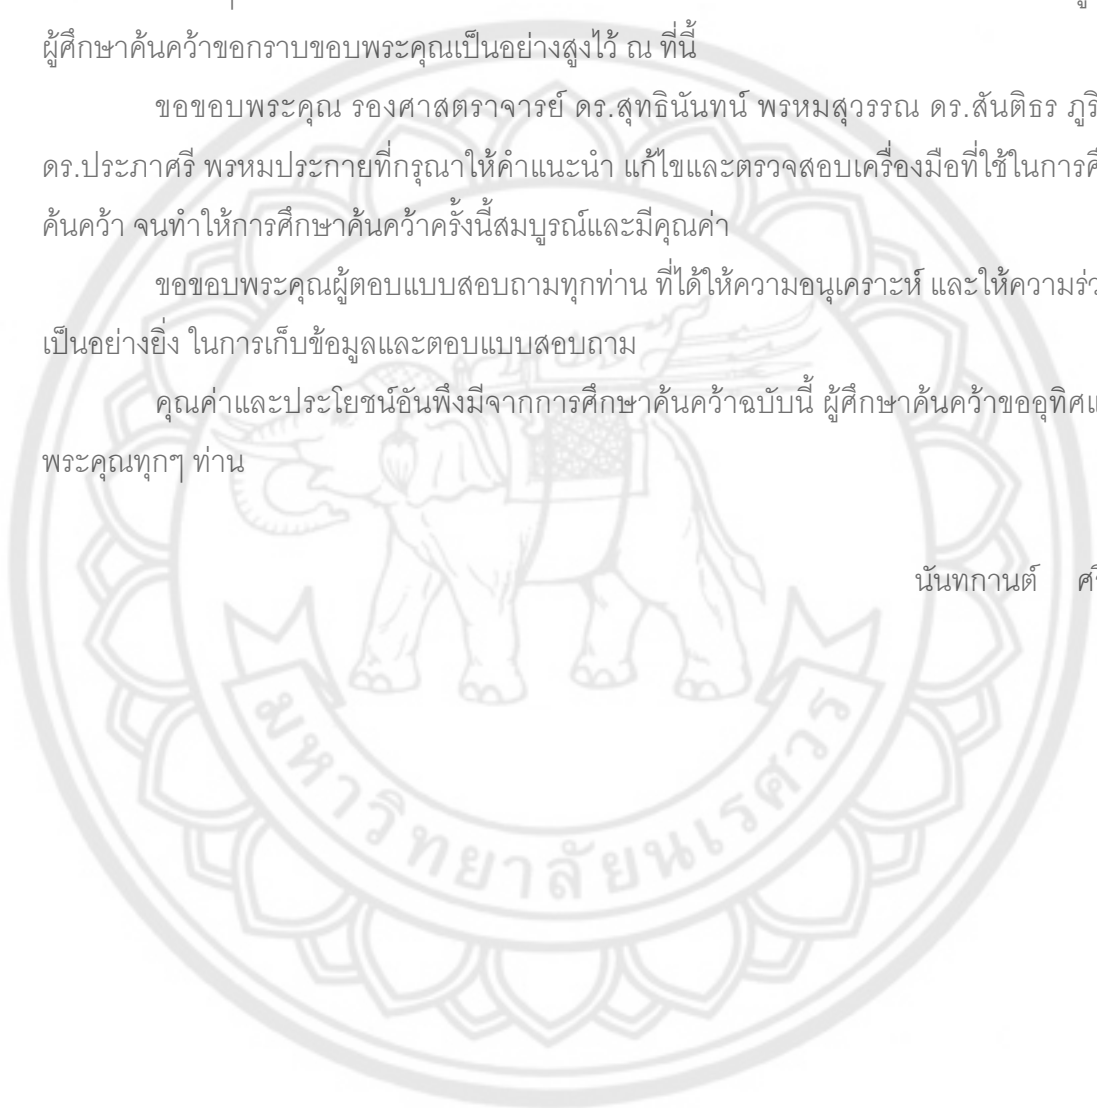 ผู้ศึกษาค้นคว้าขอกราบขอบพระคุณเป็นอย่างสูงไว้ ณ ที่นี้
ขอขอบพระคุณ รองศาสตราจารย์ ดร.สุทธินันทน์ พรหมสุวรรณ ดร.สันติธร
ดร.ประภาศรี พรหมประกายที่กรุณาให้คำแนะนำ แก้ไขและตรวจสอบเครื่องมือที่ใช้ในการ
ค้นคว้า จนทำให้การศึกษาค้นคว้าครั้งนี้สมบูรณ์และมีคุณค่า
ขอขอบพระคุณผู้ตอบแบบสอบถามทุกท่าน ที่ได้ให้ความอนุเคราะห์ และให้ความ
เป็นอย่างยิ่ง ในการเก็บข้อมูลและตอบแบบสอบถาม
คุณค่าและประโยชน์อันพึงมีจากการศึกษาค้นคว้าฉบับนี้ ผู้ศึกษาค้นคว้าขออุทิศ
พระคุณทุกๆ ท่าน
นันทกานต์
มหาวิทยาลัยนเรศวร